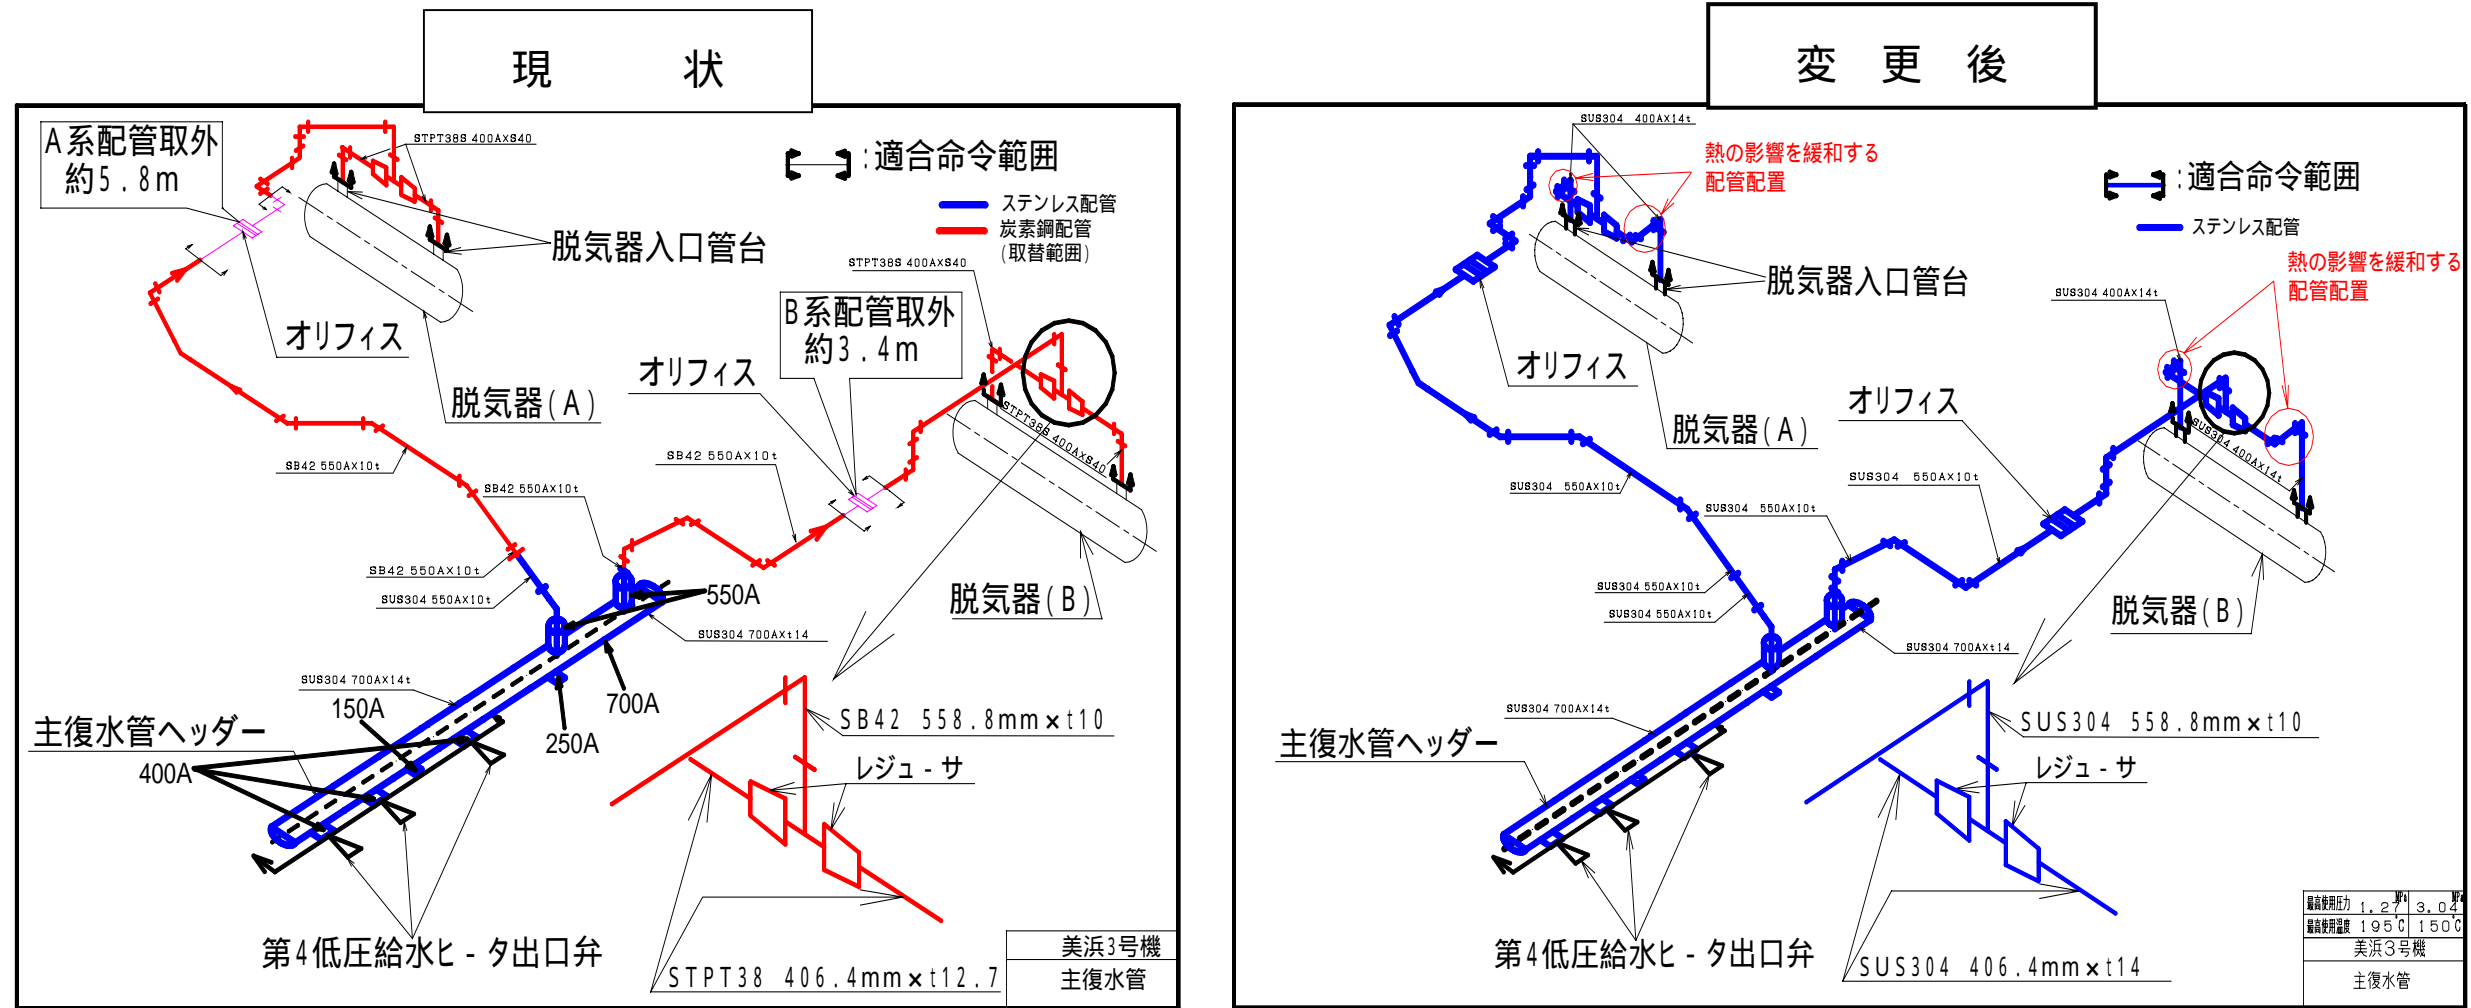 現 状
A系配管取外
約5.8m
STPT38S 400AXS40
:適合命令範囲
ステンレス配管
炭素鋼配管
(取替範囲)
脱気器入口管台
STPT38S 400AXS40
B系配管取外
約3.4m
オリフィス
オリフィス
脱気器(A)
STPT38S 400AXS40
SB42 550AX10t
SB42 550AX10t
SB42 550AX10t
SB42 550AX10t
SUS304 550AX10t
550A
脱気器(B)
SUS304 700AXt14
SUS304 700AX14t
150A
700A
250A
主復水管ヘッダー
400A
SB42 558.8mm×t10
レジュ-サ
第4低圧給水ヒ-タ出口弁
STPT38 406.4mm×t12.7
美浜3号機
主復水管
変 更 後
SUS304 400AX14t
熱の影響を緩和する
配管配置
:適合命令範囲
ステンレス配管
脱気器入口管台
熱の影響を緩和する
配管配置
SUS304 400AX14t
オリフィス
オリフィス
脱気器(A)
SUS304 400AX14t
SUS304 550AX10t
SUS304 550AX10t
SUS304 550AX10t
SUS304 550AX10t
SUS304 550AX10t
脱気器(B)
SUS304 700AXt14
SUS304 700AX14t
主復水管ヘッダー
SUS304 558.8mm×t10
レジュ-サ
第4低圧給水ヒ-タ出口弁
SUS304 406.4mm×t14
最高使用圧力 1.27MPa 3.04MPa
最高使用温度 195℃ 150℃
美浜3号機
主復水管